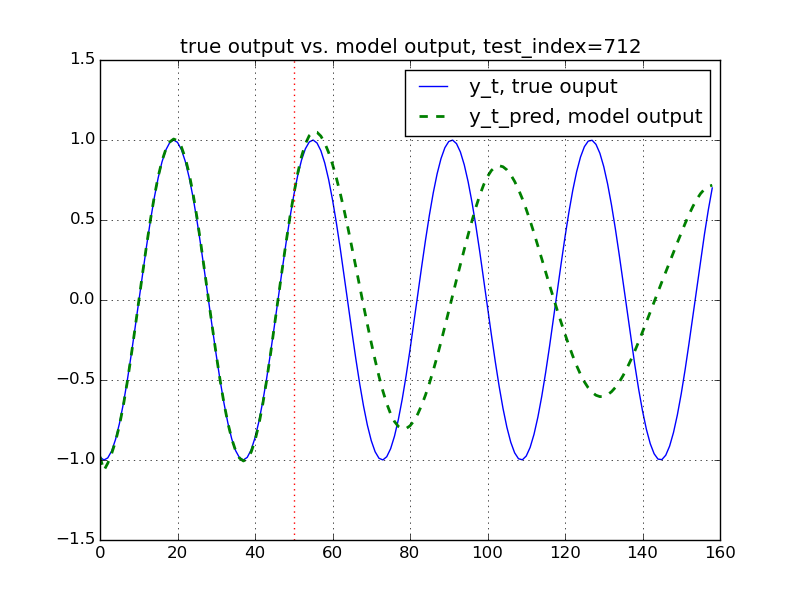 true output vs. model output, test_index=712
y_t, true ouput
y_t_pred, model output
1.5
1.0
0.5
0.0
−0.5
−1.0
−1.5
0 20 40 60 80 100 120 140 160